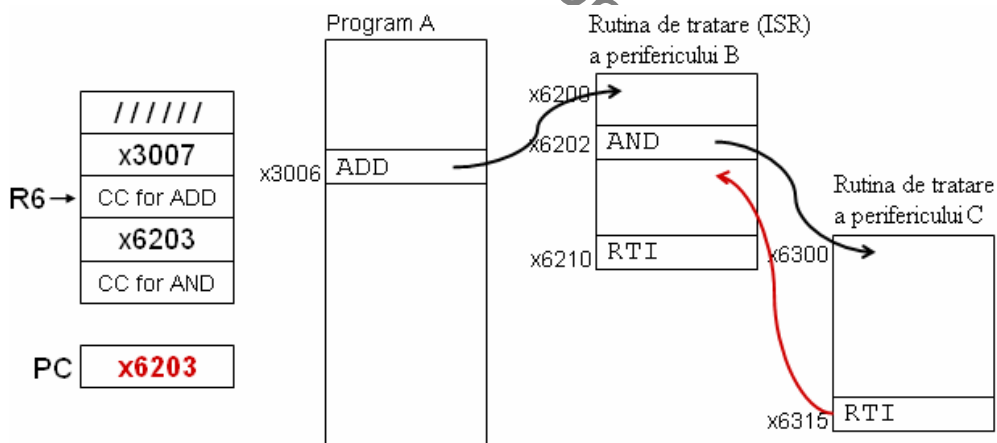 Program A
Rutina de tratare (ISR)
a perifericului B
//////
x3007
R6
CC for ADD
x6203
CC for AND
PC
x6203
x3006
ADD
x6200
x6202
AND
x6210
RTI
Rutina de tratare
a perifericului C
x6300
x6315
RTI